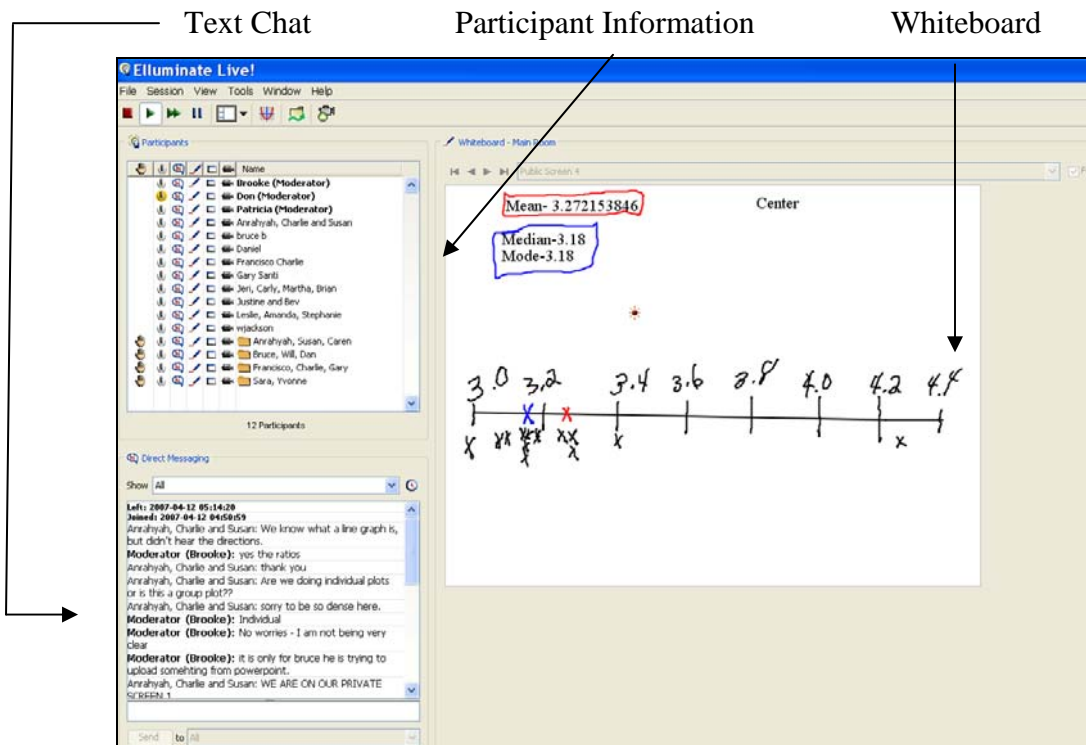 Text Chat Participant Information Whiteboard
Elluminate Live!
File Session View Tools Window Help
Participants
Name
Brooke (Moderator)
Don (Moderator)
Patricia (Moderator)
Anrahyah, Charlie and Susan
bruce b
Daniel
Francisco Charlie
Gary Santi
Jeri, Carly, Martha, Brian
Justine and Bev
Leslie, Amanda, Stephanie
wjackson
Anrahyah, Susan, Caren
Bruce, Will, Dan
Francisco, Charlie, Gary
Sara, Yvonne
12 Participants
Direct Messaging
Show All
Left: 2007-04-12 05:14:20
Joined: 2007-04-12 04:50:59
Anrahyah, Charlie and Susan: We know what a line graph is,
but didn't hear the directions.
Moderator (Brooke): yes the ratios
Anrahyah, Charlie and Susan: thank you
Anrahyah, Charlie and Susan: Are we doing individual plots
or is this a group plot??
Anrahyah, Charlie and Susan: sorry to be so dense here.
Moderator (Brooke): Individual
Moderator (Brooke): No worries - I am not being very
clear
Moderator (Brooke): it is only for bruce he is trying to
upload somehting from powerpoint.
Anrahyah, Charlie and Susan: WE ARE ON OUR PRIVATE
SCREEN 1
Send to All
Whiteboard - Main Room
Public Screen 4
F
Mean- 3.272153846 Center
Median-3.18
Mode-3.18
3.0 3.2 3.4 3.6 3.8 4.0 4.2 4.4
X X
X XX XXX XX X X
X X
X